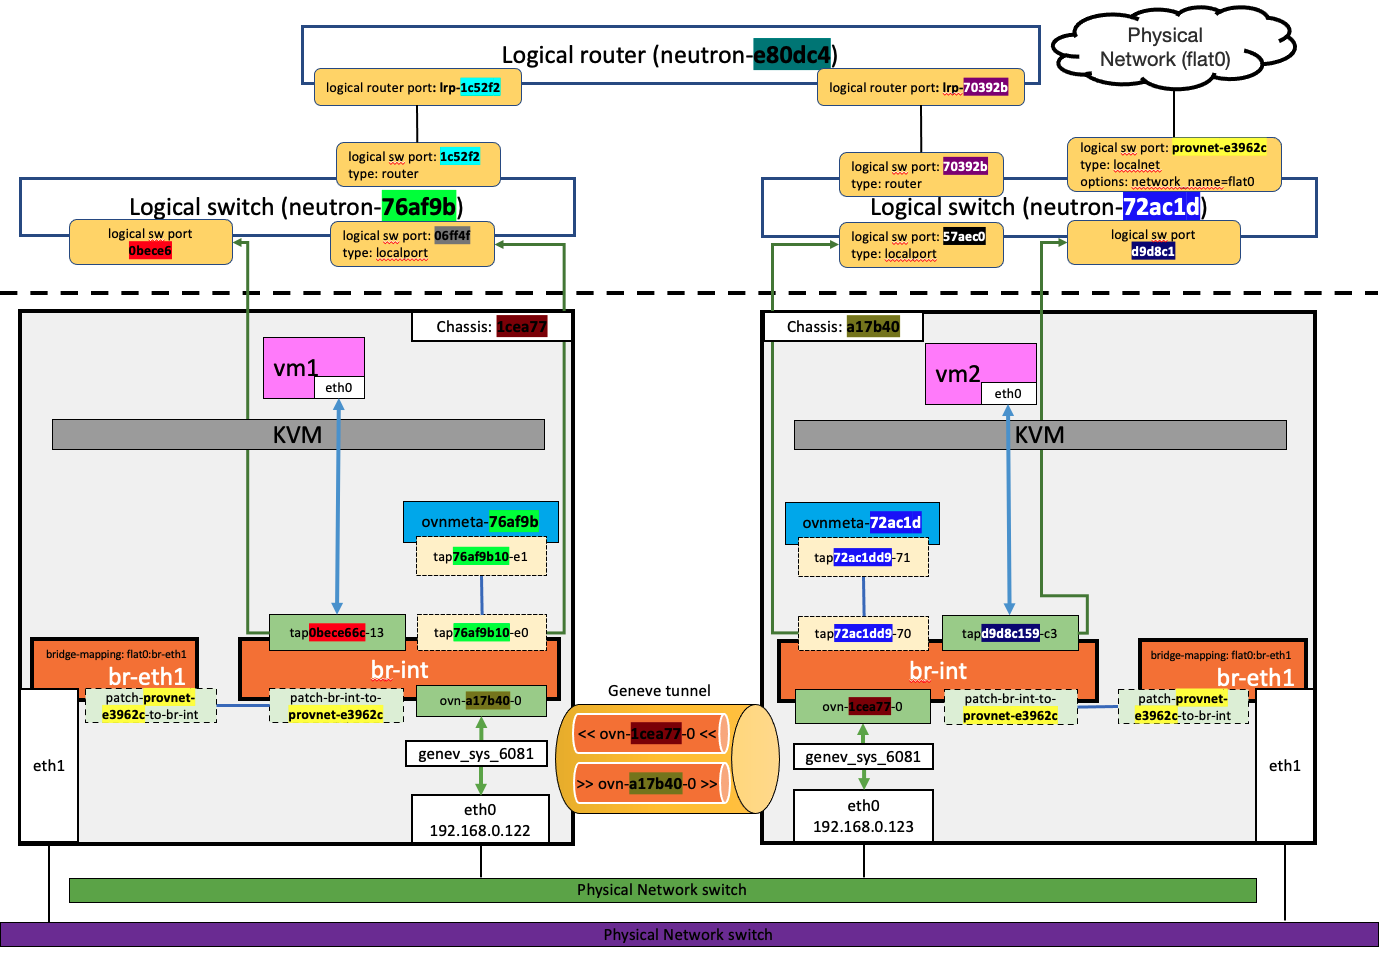 Logical router (neutron-e80dc4)
Physical
Network (flat0)
logical router port: lrp-1c52f2
logical router port: lrp-70392b
logical sw port: 1c52f2
type: router
logical sw port: 70392b
type: router
logical sw port: provnet-e3962c
type: localnet
options: network_name=flat0
Logical switch (neutron-76af9b)
Logical switch (neutron-72ac1d)
logical sw port
0bece6
logical sw port: 06ff4f
type: localport
logical sw port: 57aec0
type: localport
logical sw port
d9d8c1
Chassis: 1cea77
Chassis: a17b40
vm1
eth0
vm2
eth0
KVM
KVM
ovnmeta-76af9b
tap76af9b10-e1
ovnmeta-72ac1d
tap72ac1dd9-71
tap0bece66c-13
tap76af9b10-e0
tap72ac1dd9-70
tapd9d8c159-c3
bridge-mapping: flat0:br-eth1
br-eth1
br-int
br-int
bridge-mapping: flat0:br-eth1
br-eth1
patch-provnet-
e3962c-to-br-int
patch-br-int-to-
provnet-e3962c
ovn-a17b40-0
Geneve tunnel
ovn-1cea77-0
patch-br-int-to-
provnet-e3962c
patch-provnet-
e3962c-to-br-int
<< ovn-1cea77-0 <<
>> ovn-a17b40-0 >>
genev_sys_6081
genev_sys_6081
eth1
eth1
eth0
192.168.0.122
eth0
192.168.0.123
Physical Network switch
Physical Network switch